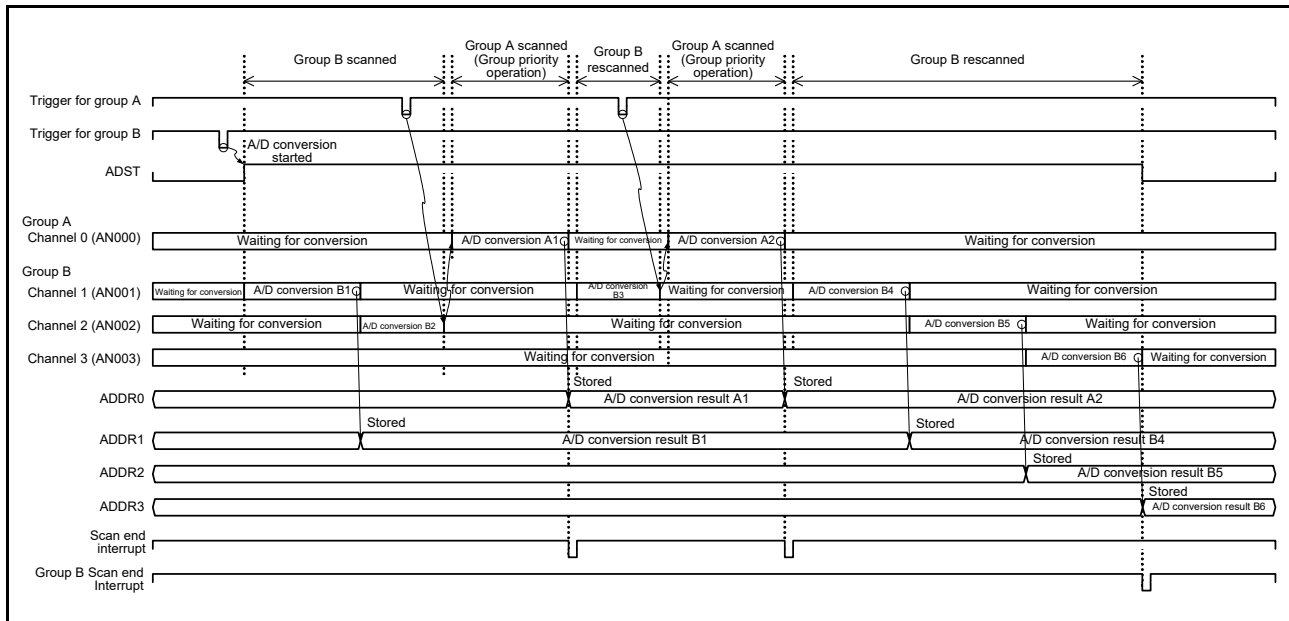 Group B scanned
Group A scanned
(Group priority
operation)
Group B
rescanned
Group A scanned
(Group priority
operation)
Group B rescanned
Trigger for group A
Trigger for group B
A/D conversion
started
ADST
Group A
Channel 0 (AN000)
Waiting for conversion
A/D conversion A1
Waiting for conversion
A/D conversion A2
Waiting for conversion
Group B
Channel 1 (AN001)
Waiting for conversion
A/D conversion B1
Waiting for conversion
A/D conversion
B3
Waiting for conversion
A/D conversion B4
Waiting for conversion
Channel 2 (AN002)
Waiting for conversion
A/D conversion B2
Waiting for conversion
A/D conversion B5
Waiting for conversion
Channel 3 (AN003)
Waiting for conversion
A/D conversion B6
Waiting for conversion
Stored
Stored
ADDR0
A/D conversion result A1
A/D conversion result A2
Stored
Stored
ADDR1
A/D conversion result B1
A/D conversion result B4
Stored
ADDR2
A/D conversion result B5
Stored
ADDR3
A/D conversion result B6
Scan end
interrupt
Group B Scan end
Interrupt